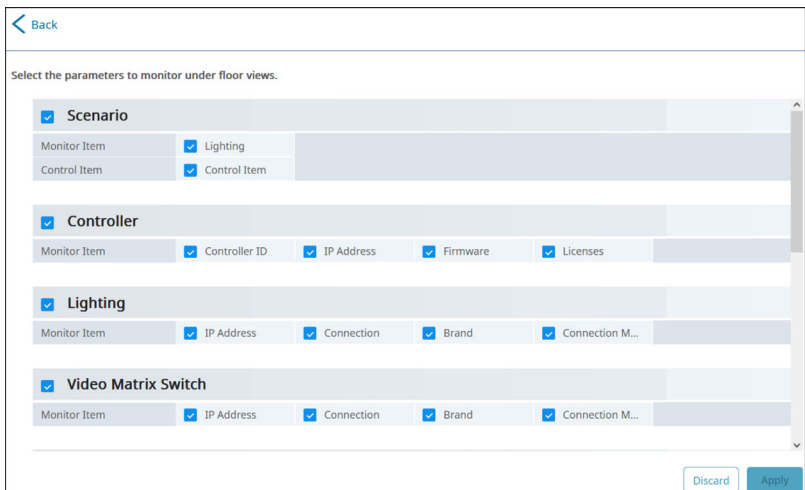 Back
Select the parameters to monitor under floor views.
Scenario
Monitor Item Lighting
Control Item Control Item
Controller
Monitor Item Controller ID IP Address Firmware Licenses
Lighting
Monitor Item IP Address Connection Brand Connection M...
Video Matrix Switch
Monitor Item IP Address Connection Brand Connection M...
Discard Apply